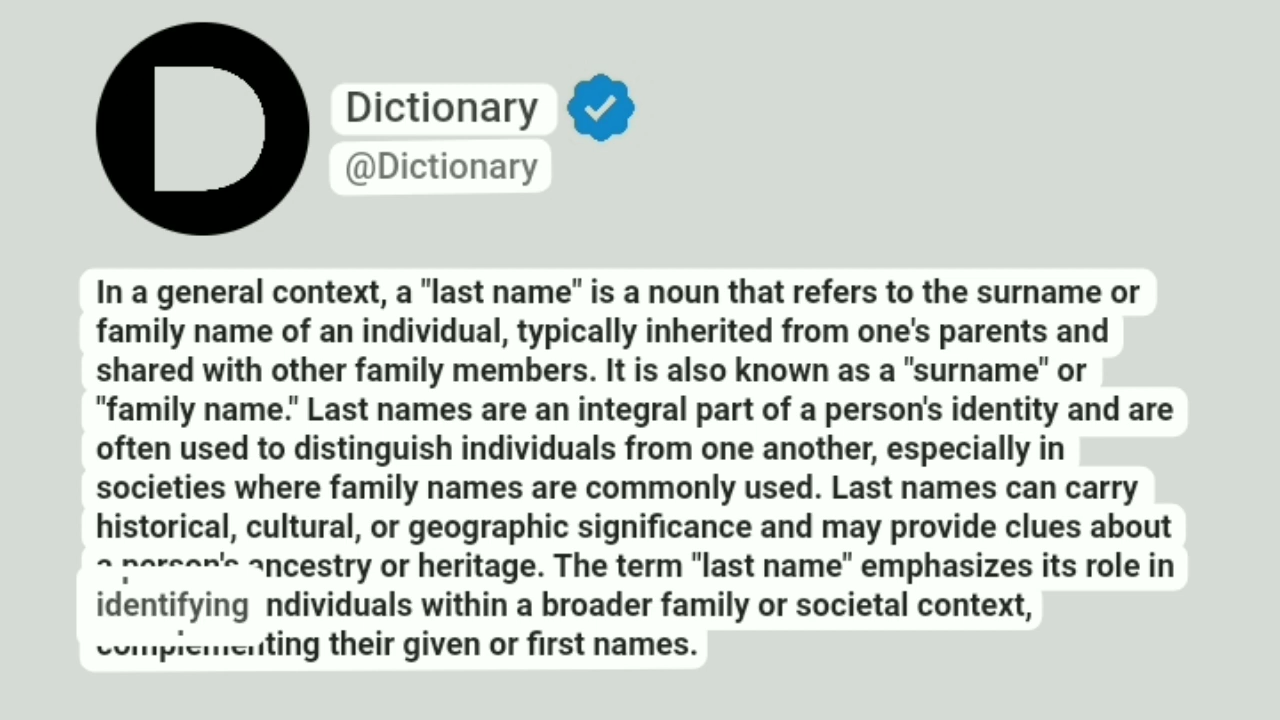 D
Dictionary
@Dictionary
In a general context, a "last name" is a noun that refers to the surname or
family name of an individual, typically inherited from one's parents and
shared with other family members. It is also known as a "surname" or
"family name." Last names are an integral part of a person's identity and are
often used to distinguish individuals from one another, especially in
societies where family names are commonly used. Last names can carry
historical, cultural, or geographic significance and may provide clues about
a person's ancestry or heritage. The term "last name" emphasizes its role in
identifying ndividuals within a broader family or societal context,
complementing their given or first names.